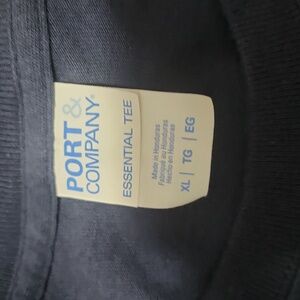 PORT &
COMPANY®
ESSENTIAL TEE
Made in Honduras
Fabriqué au Honduras
Hecho en Honduras
XL | TG | EG